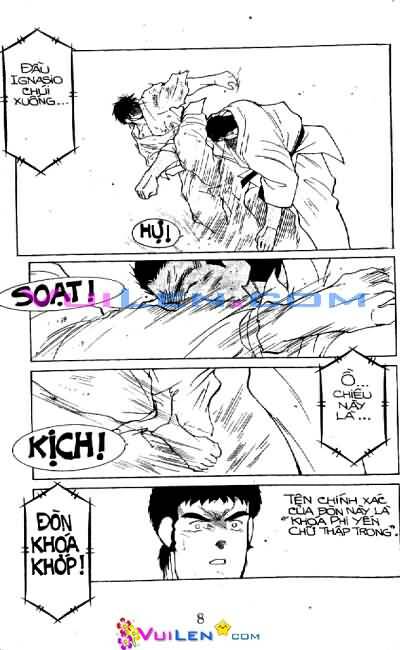 ĐẦU
IGNASIO
CHÚI
XUỐNG...
HỰ!
SOẠT!
VUILEN.COM
Ồ...
CHIÊU
NÀY
LÀ...
KỊCH!
ĐÒN
KHÓA
KHỚP!
TÊN CHÍNH XÁC
CỦA ĐÒN NÀY LÀ
"KHÓA PHI YẾN
CHỮ THẬP TRONG".
8
VUILEN.COM